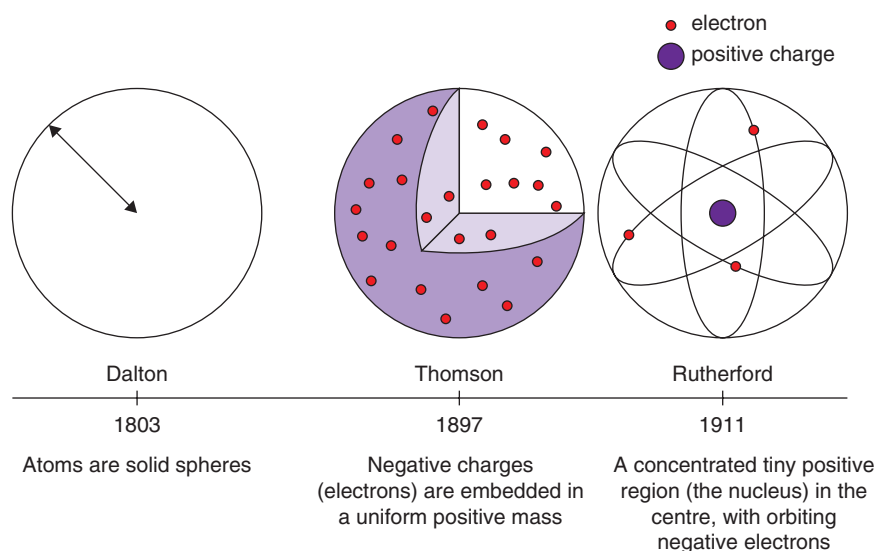 electron
positive charge
Dalton
Thomson
Rutherford
1803
1897
1911
Atoms are solid spheres
Negative charges
(electrons) are embedded in
a uniform positive mass
A concentrated tiny positive
region (the nucleus) in the
centre, with orbiting
negative electrons